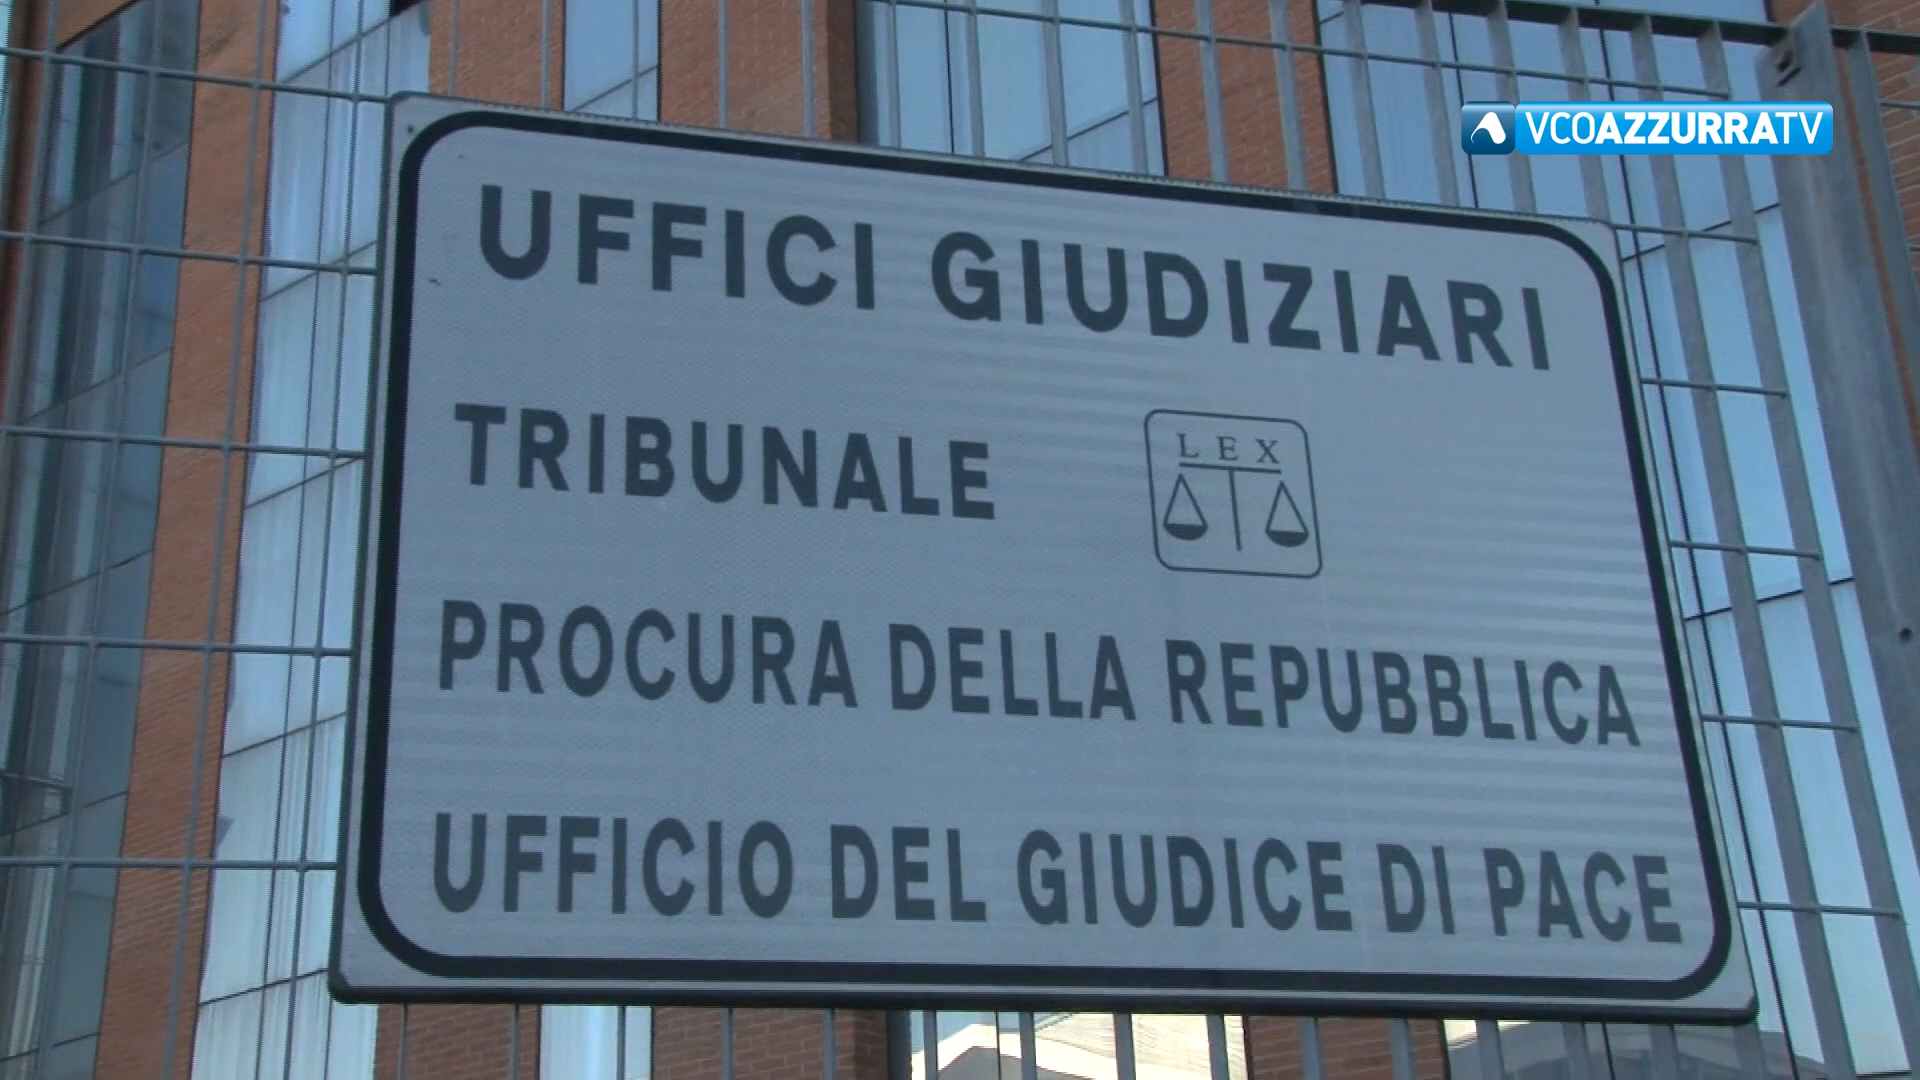 VCOAZZURRATV
UFFICI GIUDIZIARI
TRIBUNALE
LEX
PROCURA DELLA REPUBBLICA
UFFICIO DEL GIUDICE DI PACE